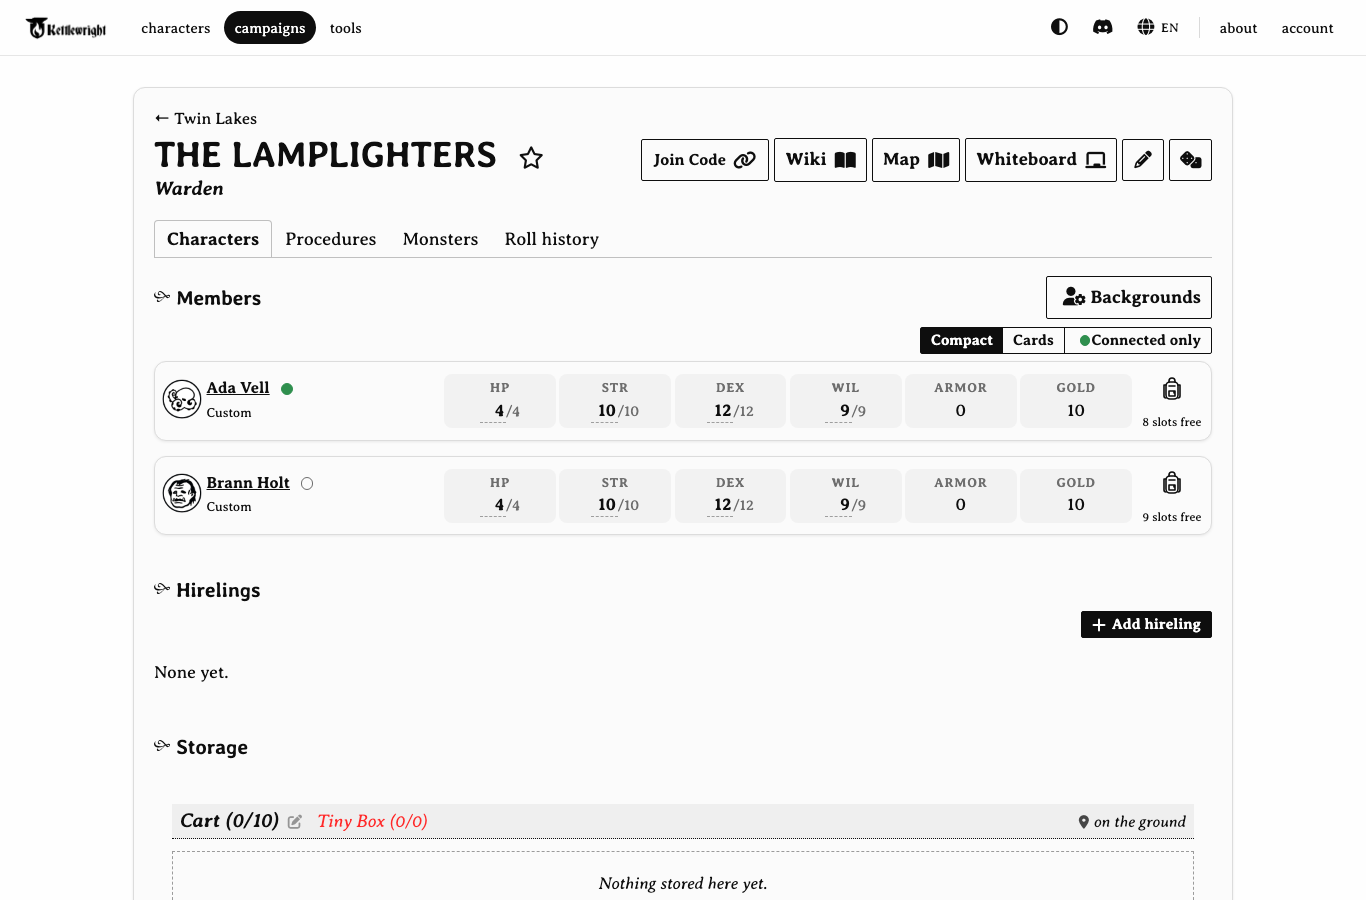 Kettlewright
characters
campaigns
tools
EN
about
account
← Twin Lakes
THE LAMPLIGHTERS
Warden
Join Code
Wiki
Map
Whiteboard
Characters
Procedures
Monsters
Roll history
Members
Backgrounds
Compact
Cards
Connected only
Ada Vell
Custom
HP
4/4
STR
10/10
DEX
12/12
WIL
9/9
ARMOR
0
GOLD
10
8 slots free
Brann Holt
Custom
HP
4/4
STR
10/10
DEX
12/12
WIL
9/9
ARMOR
0
GOLD
10
9 slots free
Hirelings
+ Add hireling
None yet.
Storage
Cart (0/10)
Tiny Box (0/0)
on the ground
Nothing stored here yet.